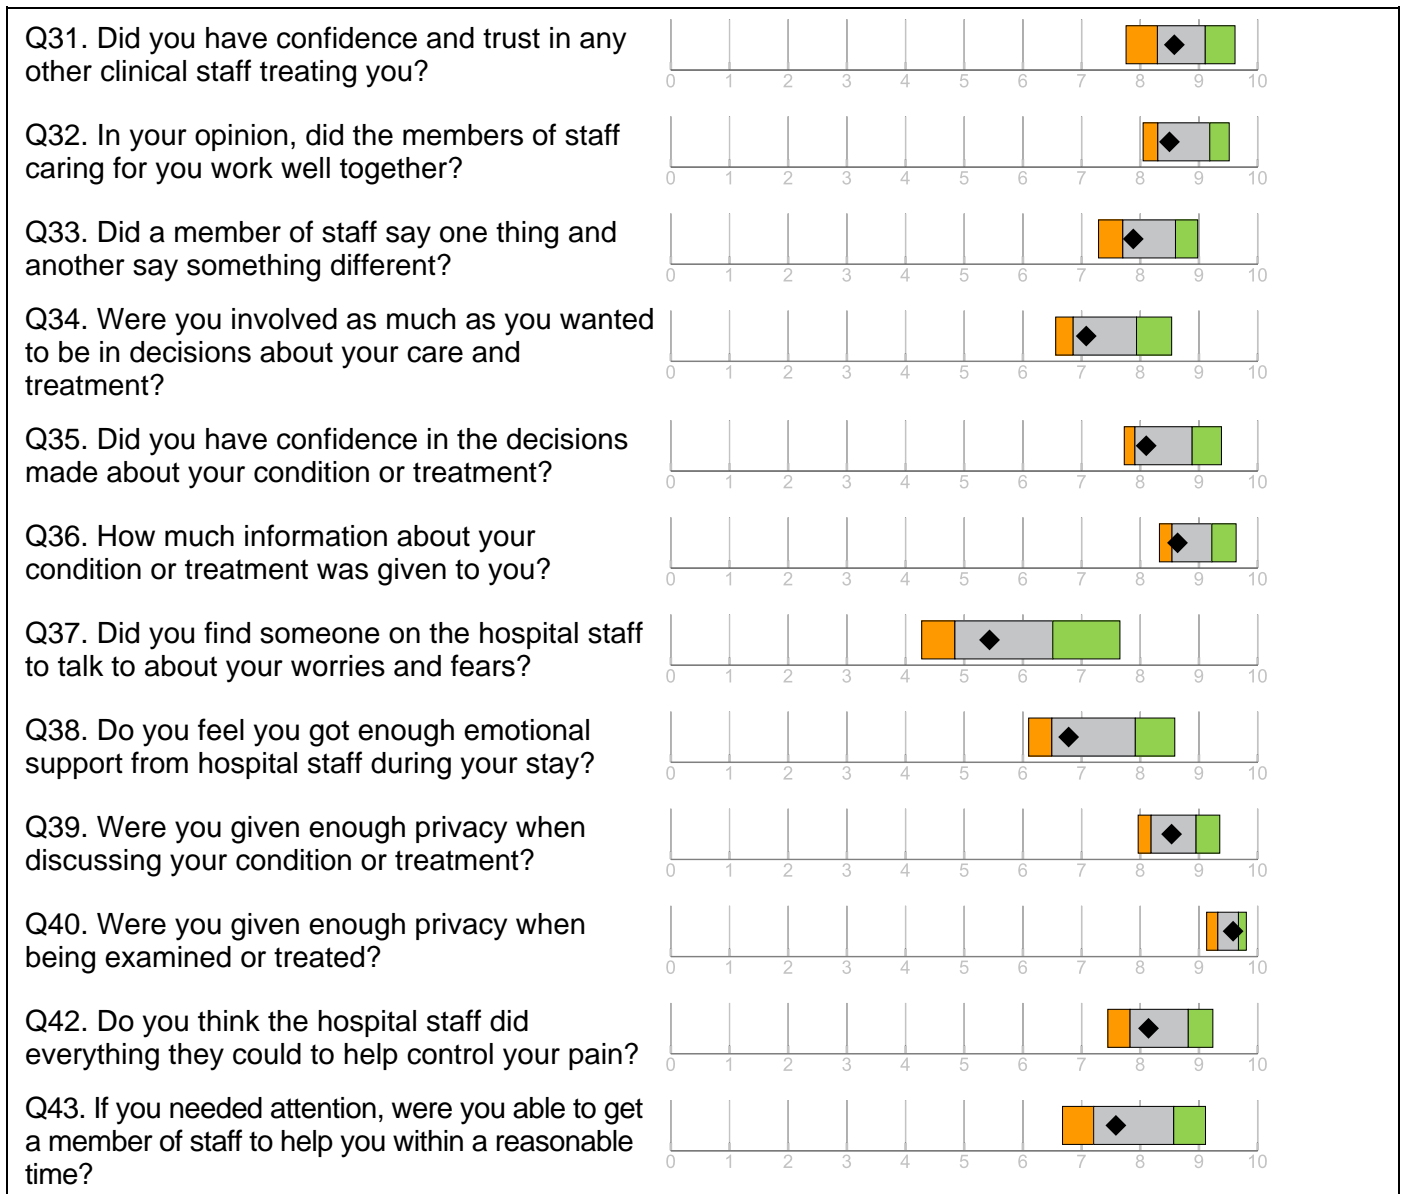 Q31. Did you have confidence and trust in any
other clinical staff treating you?
0 1 2 3 4 5 6 7 8 9 10
Q32. In your opinion, did the members of staff
caring for you work well together?
0 1 2 3 4 5 6 7 8 9 10
Q33. Did a member of staff say one thing and
another say something different?
0 1 2 3 4 5 6 7 8 9 10
Q34. Were you involved as much as you wanted
to be in decisions about your care and
treatment?
0 1 2 3 4 5 6 7 8 9 10
Q35. Did you have confidence in the decisions
made about your condition or treatment?
0 1 2 3 4 5 6 7 8 9 10
Q36. How much information about your
condition or treatment was given to you?
0 1 2 3 4 5 6 7 8 9 10
Q37. Did you find someone on the hospital staff
to talk to about your worries and fears?
0 1 2 3 4 5 6 7 8 9 10
Q38. Do you feel you got enough emotional
support from hospital staff during your stay?
0 1 2 3 4 5 6 7 8 9 10
Q39. Were you given enough privacy when
discussing your condition or treatment?
0 1 2 3 4 5 6 7 8 9 10
Q40. Were you given enough privacy when
being examined or treated?
0 1 2 3 4 5 6 7 8 9 10
Q42. Do you think the hospital staff did
everything they could to help control your pain?
0 1 2 3 4 5 6 7 8 9 10
Q43. If you needed attention, were you able to get
a member of staff to help you within a reasonable
time?
0 1 2 3 4 5 6 7 8 9 10